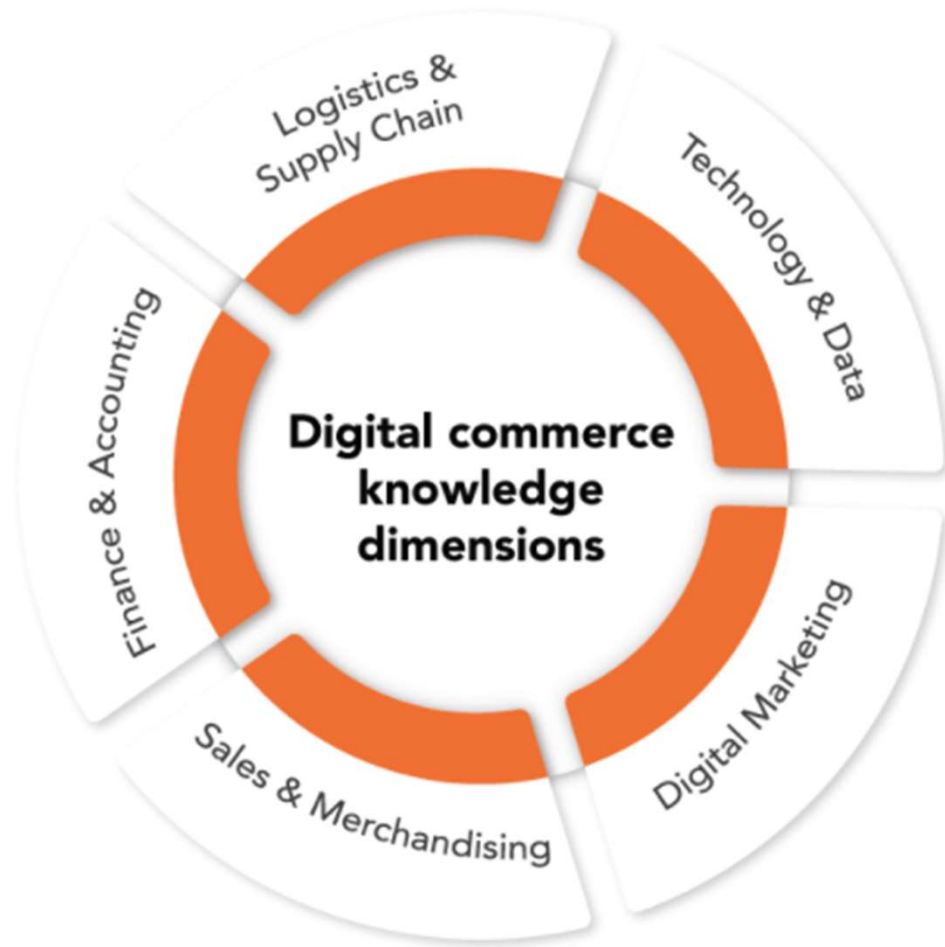 Logistics &
Supply Chain
Technology & Data
Finance & Accounting
Digital commerce
knowledge
dimensions
Digital Marketing
Sales & Merchandising